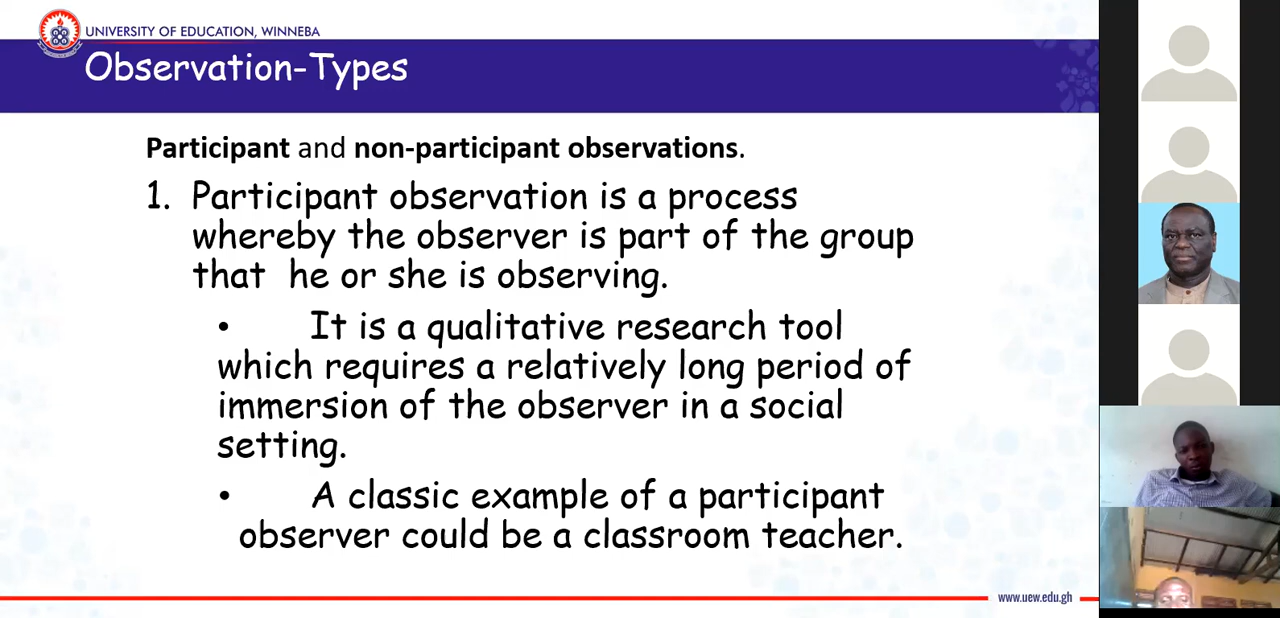 UNIVERSITY OF EDUCATION, WINNEBA
Observation-Types
Participant and non-participant observations.
1. Participant observation is a process
whereby the observer is part of the group
that he or she is observing.
• It is a qualitative research tool
which requires a relatively long period of
immersion of the observer in a social
setting.
• A classic example of a participant
observer could be a classroom teacher.
www.uew.edu.gh